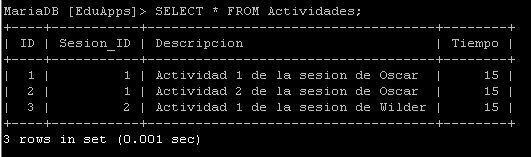 MariaDB [EduApps]> SELECT * FROM Actividades;
+----+-----------+----------------------------------+--------+
| ID | Sesion_ID | Descripcion                      | Tiempo |
+----+-----------+----------------------------------+--------+
|  1 |         1 | Actividad 1 de la sesion de Oscar  |     15 |
|  2 |         1 | Actividad 2 de la sesion de Oscar  |     15 |
|  3 |         2 | Actividad 1 de la sesion de Wilder |     15 |
+----+-----------+----------------------------------+--------+
3 rows in set (0.001 sec)